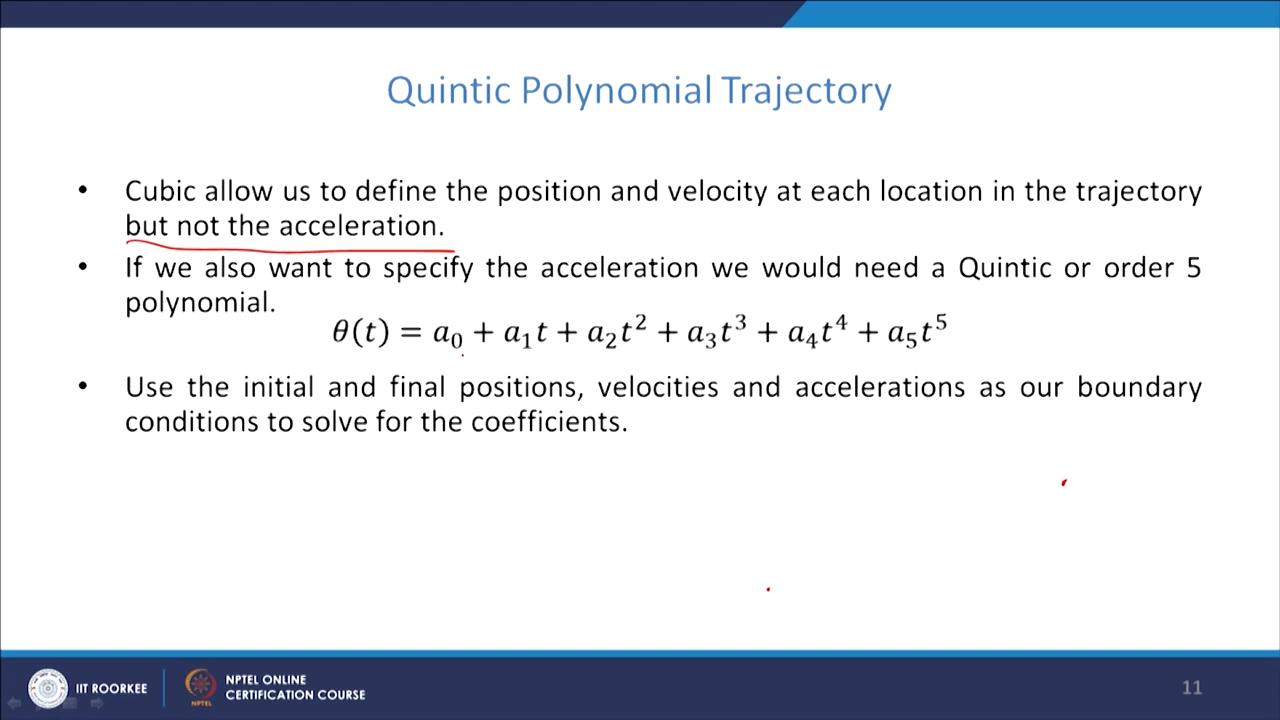 Quintic Polynomial Trajectory
• Cubic allow us to define the position and velocity at each location in the trajectory
but not the acceleration.
• If we also want to specify the acceleration we would need a Quintic or order 5
polynomial.
θ(t) = a₀ + a₁t + a₂t² + a₃t³ + a₄t⁴ + a₅t⁵
• Use the initial and final positions, velocities and accelerations as our boundary
conditions to solve for the coefficients.
IIT ROORKEE
NPTEL
NPTEL ONLINE
CERTIFICATION COURSE
11